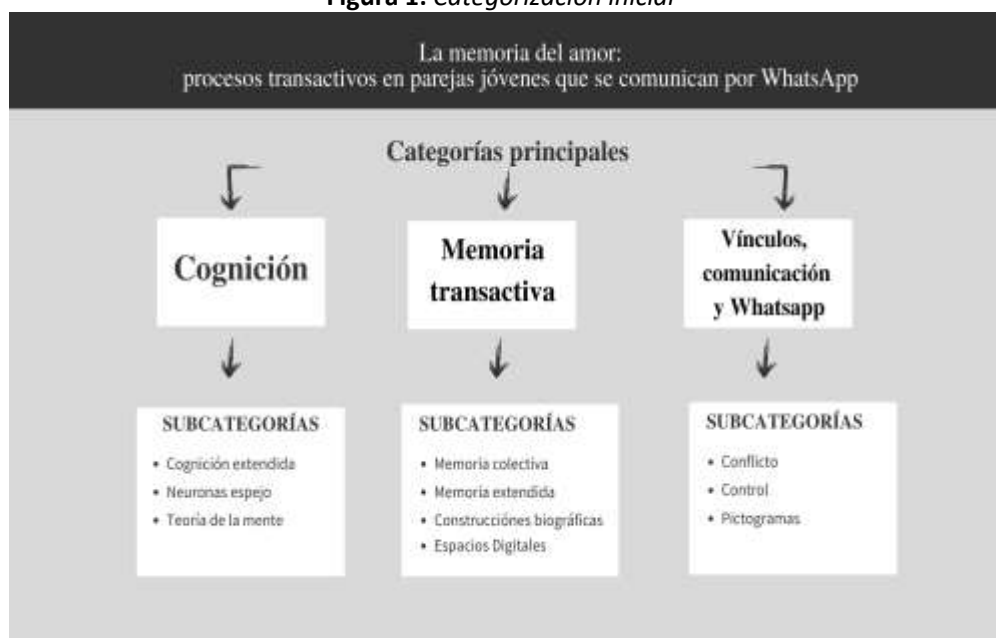 Figura 1. Categorización inicial
La memoria del amor:
procesos transactivos en parejas jóvenes que se comunican por WhatsApp
Categorías principales
Cognición
Memoria
transactiva
Vínculos,
comunicación
y Whatsapp
SUBCATEGORÍAS
• Cognición extendida
• Neuronas espejo
• Teoría de la mente
SUBCATEGORÍAS
• Memoria colectiva
• Memoria extendida
• Construcciónes biográficas
• Espacios Digitales
SUBCATEGORÍAS
• Conflicto
• Control
• Pictogramas